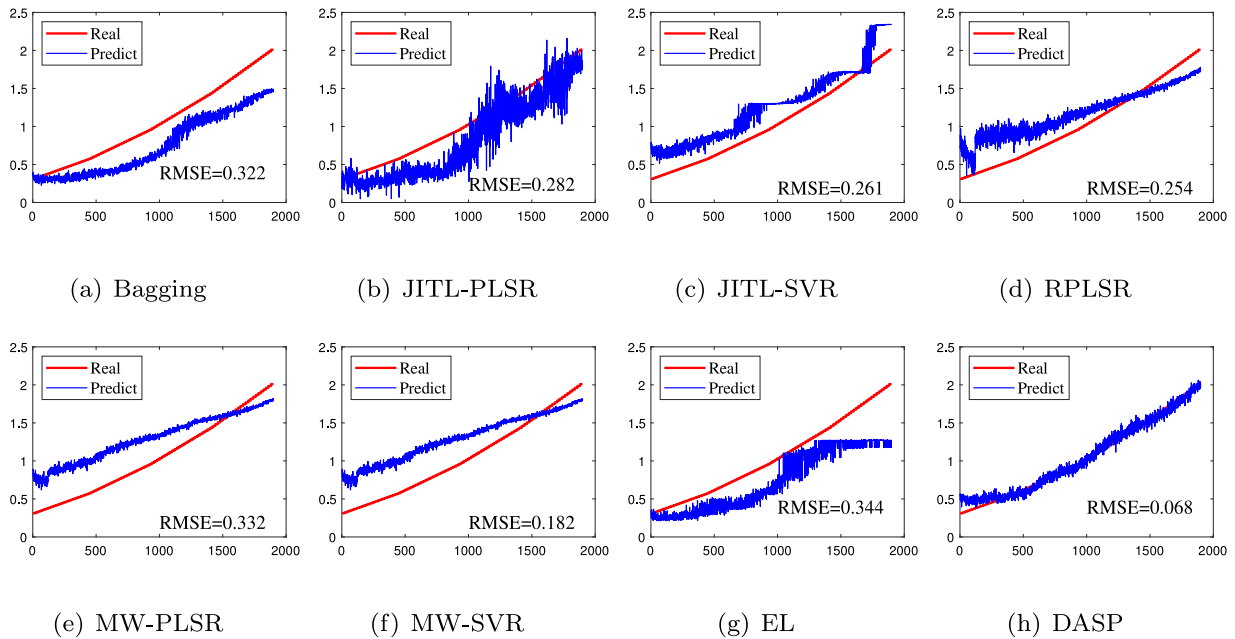 2.5
2
1.5
1
0.5
0
Real
Predict
RMSE=0.322
0 500 1000 1500 2000
(a) Bagging
2.5
2
1.5
1
0.5
0
Real
Predict
RMSE=0.282
0 500 1000 1500 2000
(b) JITL-PLSR
2.5
2
1.5
1
0.5
0
Real
Predict
RMSE=0.261
0 500 1000 1500 2000
(c) JITL-SVR
2.5
2
1.5
1
0.5
0
Real
Predict
RMSE=0.254
0 500 1000 1500 2000
(d) RPLSR
2.5
2
1.5
1
0.5
0
Real
Predict
RMSE=0.332
0 500 1000 1500 2000
(e) MW-PLSR
2.5
2
1.5
1
0.5
0
Real
Predict
RMSE=0.182
0 500 1000 1500 2000
(f) MW-SVR
2.5
2
1.5
1
0.5
0
Real
Predict
RMSE=0.344
0 500 1000 1500 2000
(g) EL
2.5
2
1.5
1
0.5
0
Real
Predict
RMSE=0.068
0 500 1000 1500 2000
(h) DASP